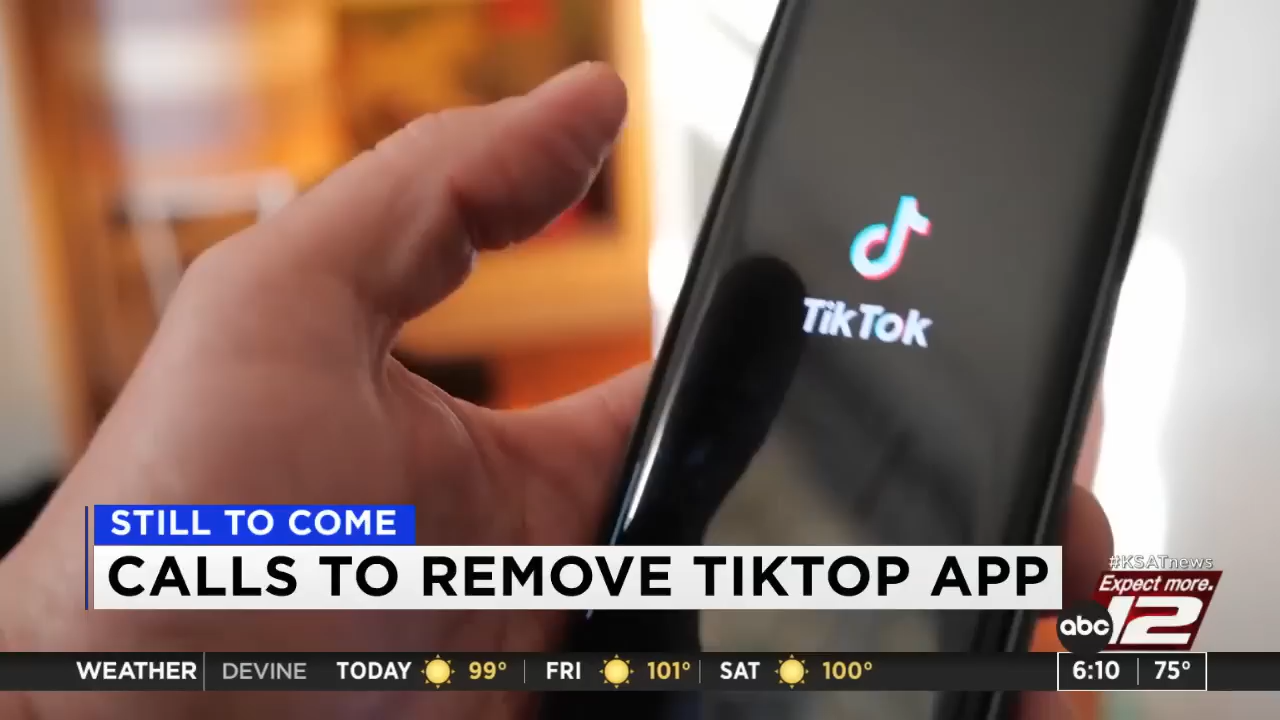 TikTok
STILL TO COME
CALLS TO REMOVE TIKTOP APP
#KSATnews
Expect more.
abc 12
WEATHER DEVINE TODAY 99° FRI 101° SAT 100° 6:10 75°